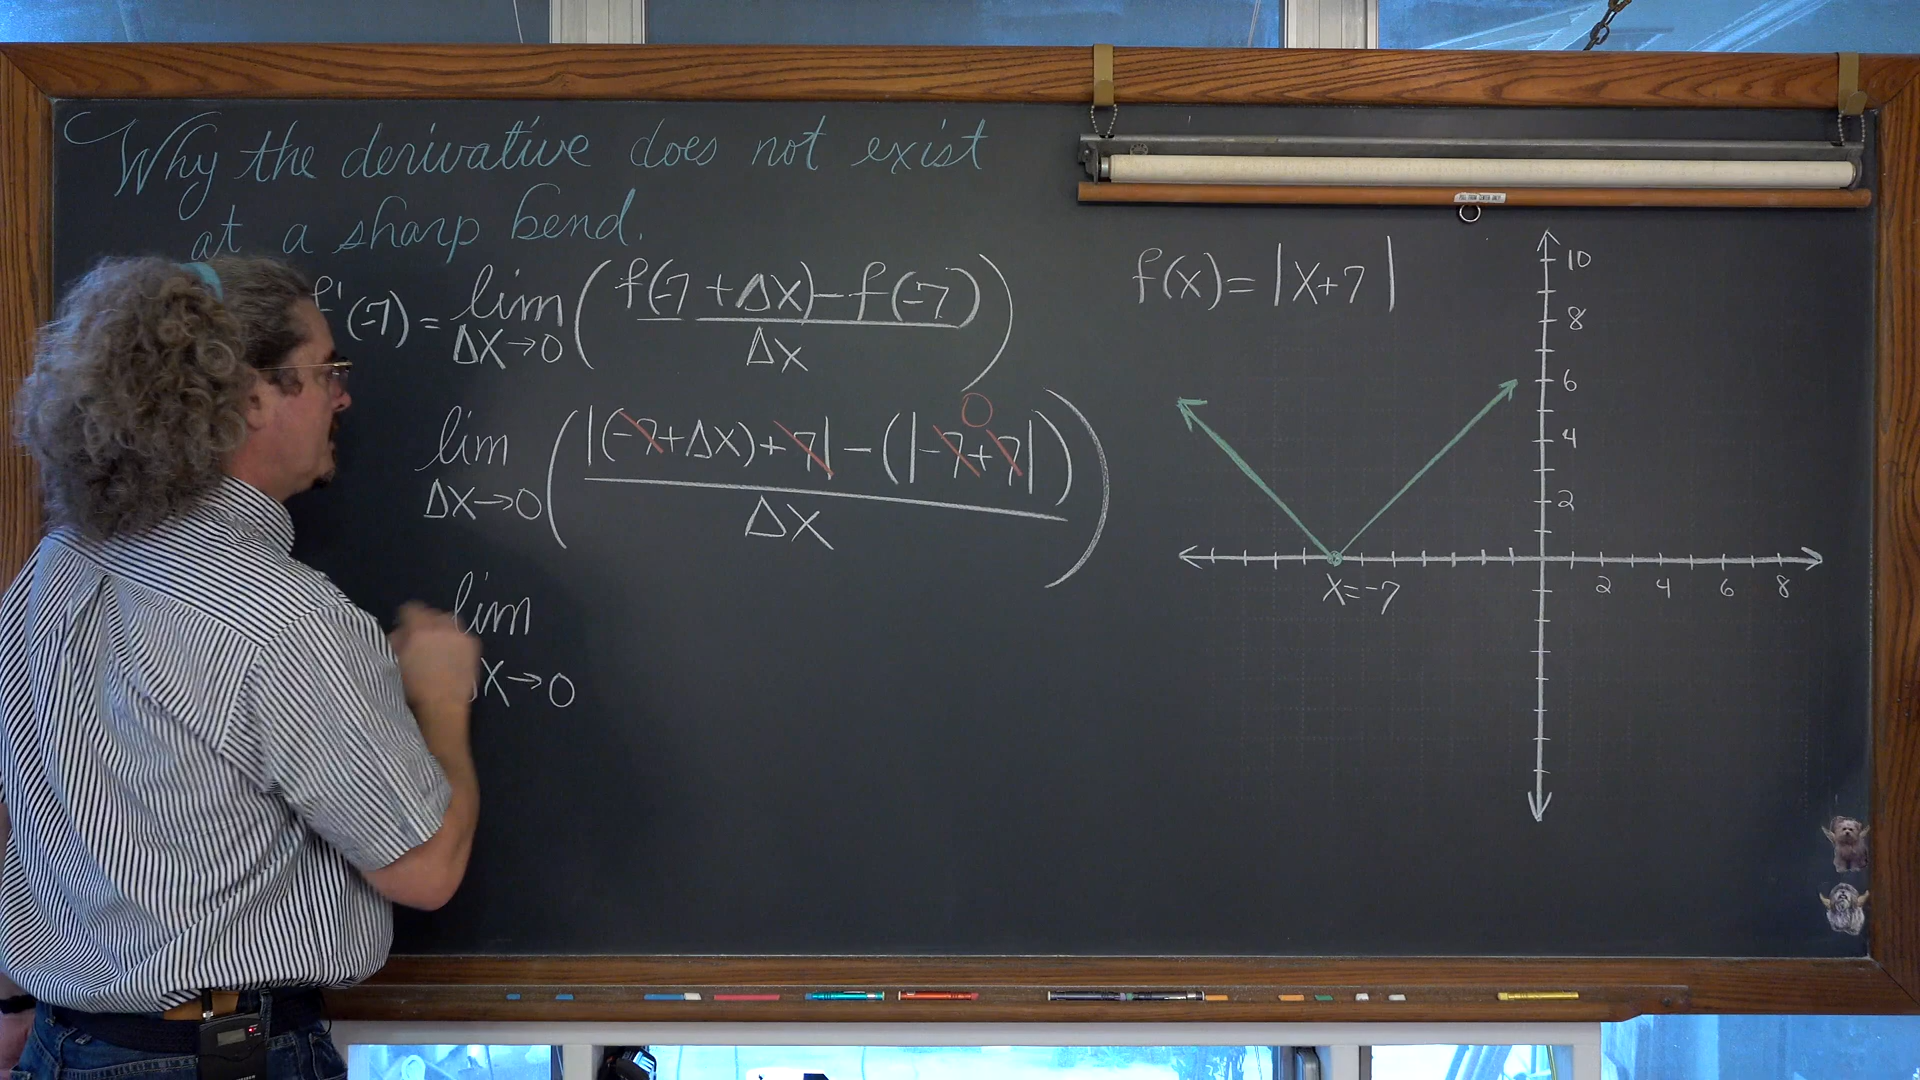 Why the derivative does not exist
at a sharp bend.
f'(-7) = lim Δx→0 ( f(-7 + Δx) - f(-7) / Δx )
lim Δx→0 ( |(-7+Δx)+7| - (|-7+7|) / Δx )
0
lim
Δx→0
f(x) = |x+7|
10
8
6
4
2
x=-7
2 4 6 8